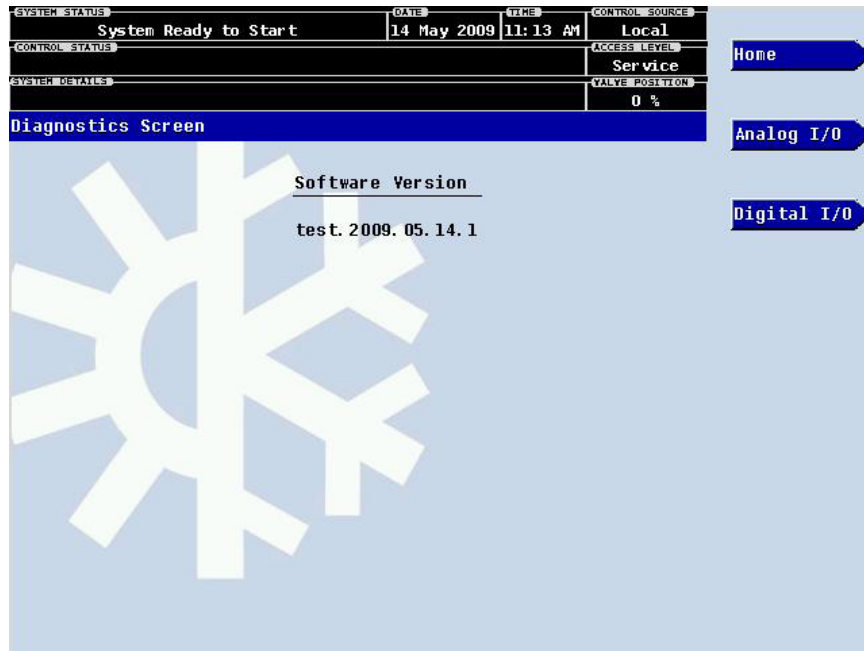 SYSTEM STATUS DATE TIME CONTROL SOURCE
System Ready to Start 14 May 2009 11:13 AM Local
CONTROL STATUS ACCESS LEVEL
Service
SYSTEM DETAILS VALVE POSITION
0 %
Diagnostics Screen
Software Version
test.2009.05.14.1
Home
Analog I/O
Digital I/O